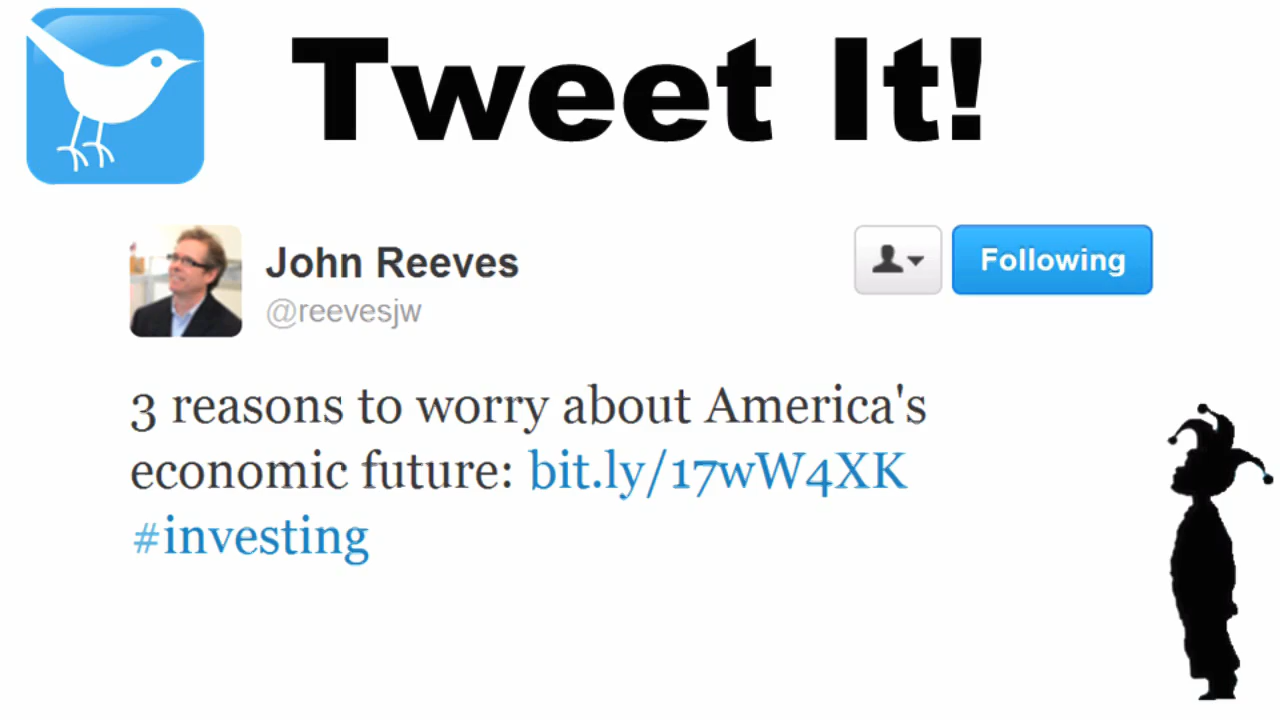 Tweet It!
John Reeves
Following
@reevesjw
3 reasons to worry about America's
economic future: bit.ly/17wW4XK
#investing